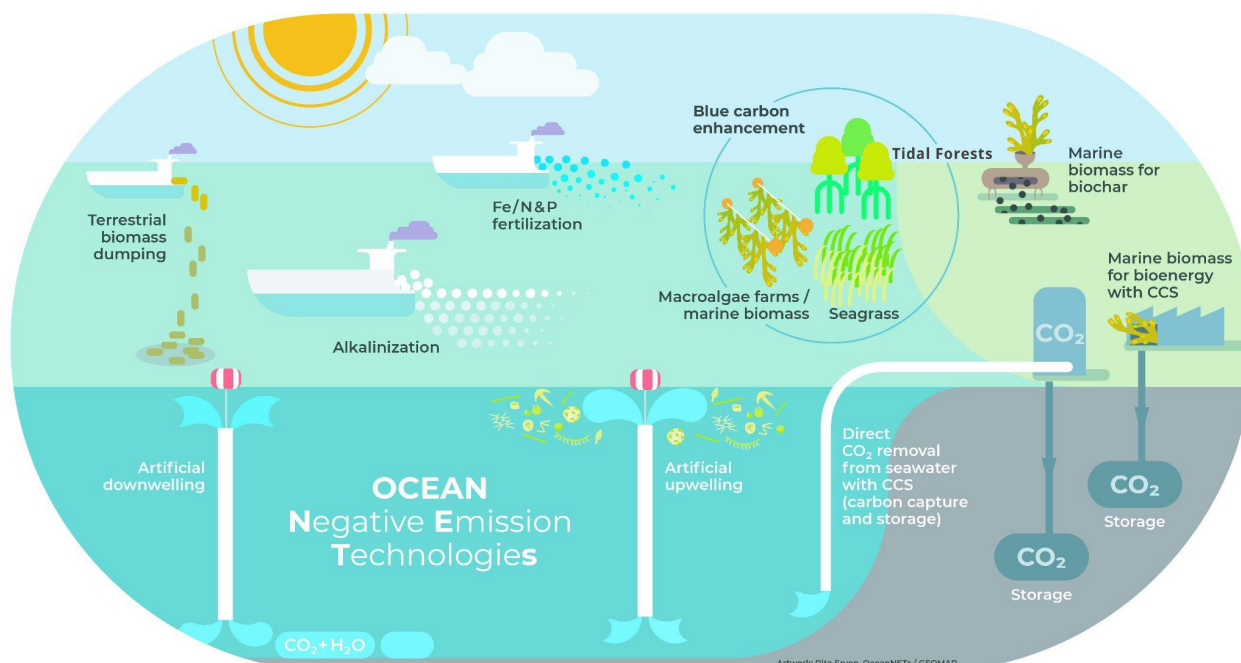 Blue carbon
enhancement
Tidal Forests
Marine
biomass for
biochar
Terrestrial
biomass
dumping
Fe/N&P
fertilization
Marine biomass
for bioenergy
with CCS
Macroalgae farms /
marine biomass
Seagrass
Alkalinization
CO₂
Artificial
downwelling
OCEAN
Negative Emission
Technologies
Artificial
upwelling
Direct
CO₂ removal
from seawater
with CCS
(carbon capture
and storage)
CO₂
Storage
CO₂
Storage
CO₂+H₂O